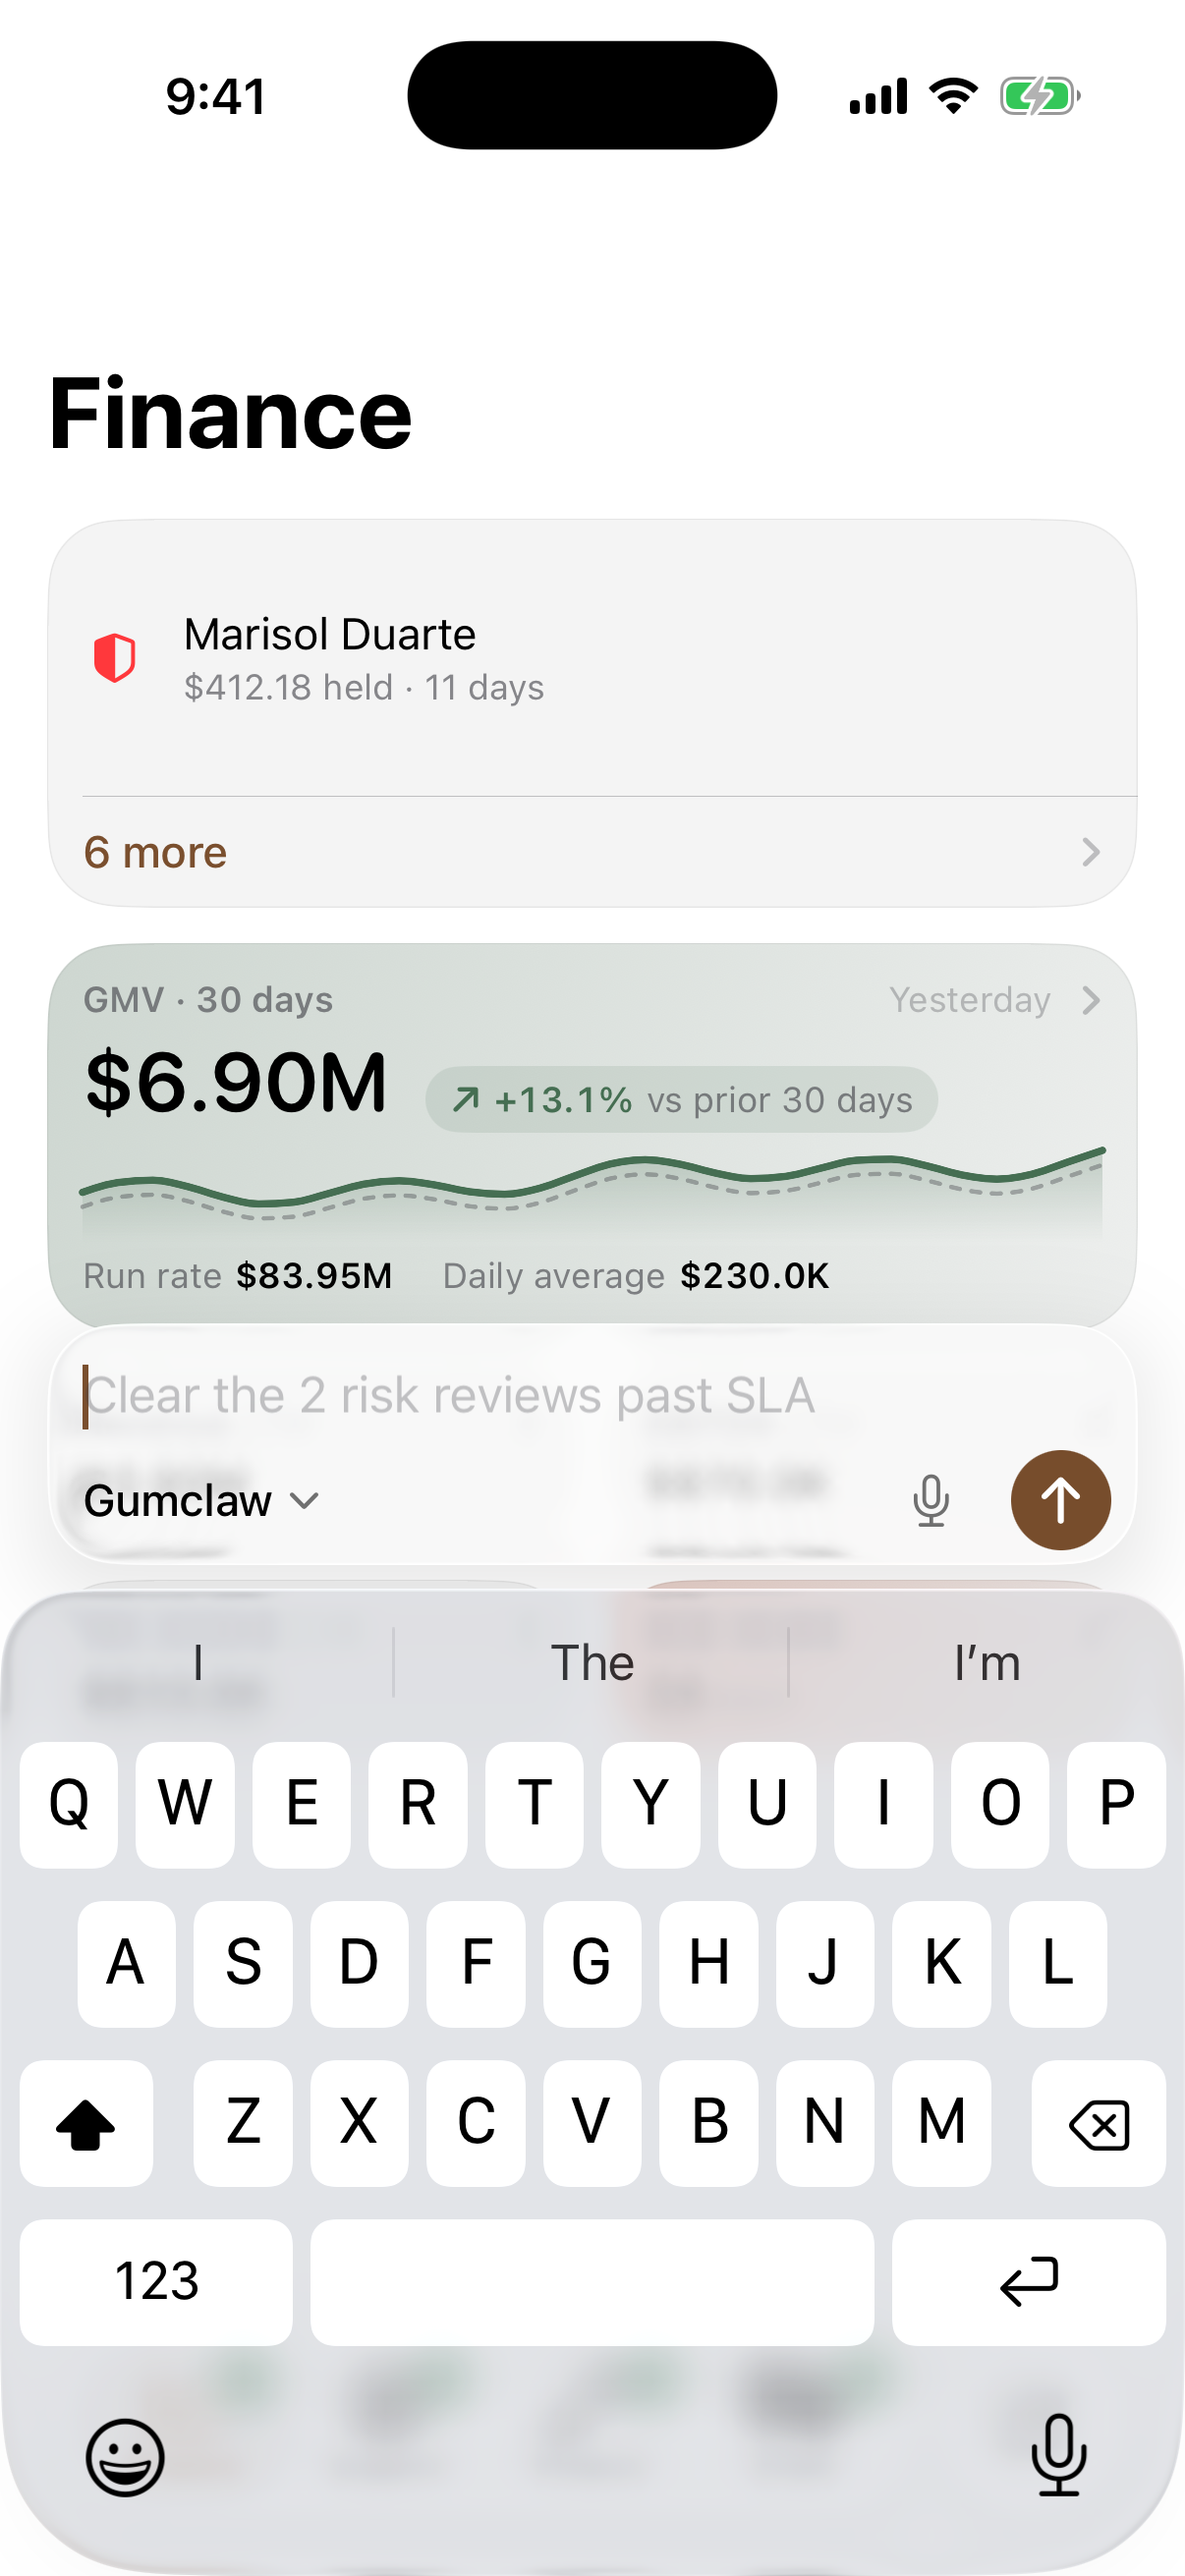 9:41
Finance
Marisol Duarte
$412.18 held · 11 days
6 more
GMV · 30 days
Yesterday
$6.90M
+13.1% vs prior 30 days
Run rate $83.95M Daily average $230.0K
Clear the 2 risk reviews past SLA
Gumclaw
I The I’m
Q W E R T Y U I O P
A S D F G H J K L
Z X C V B N M
123